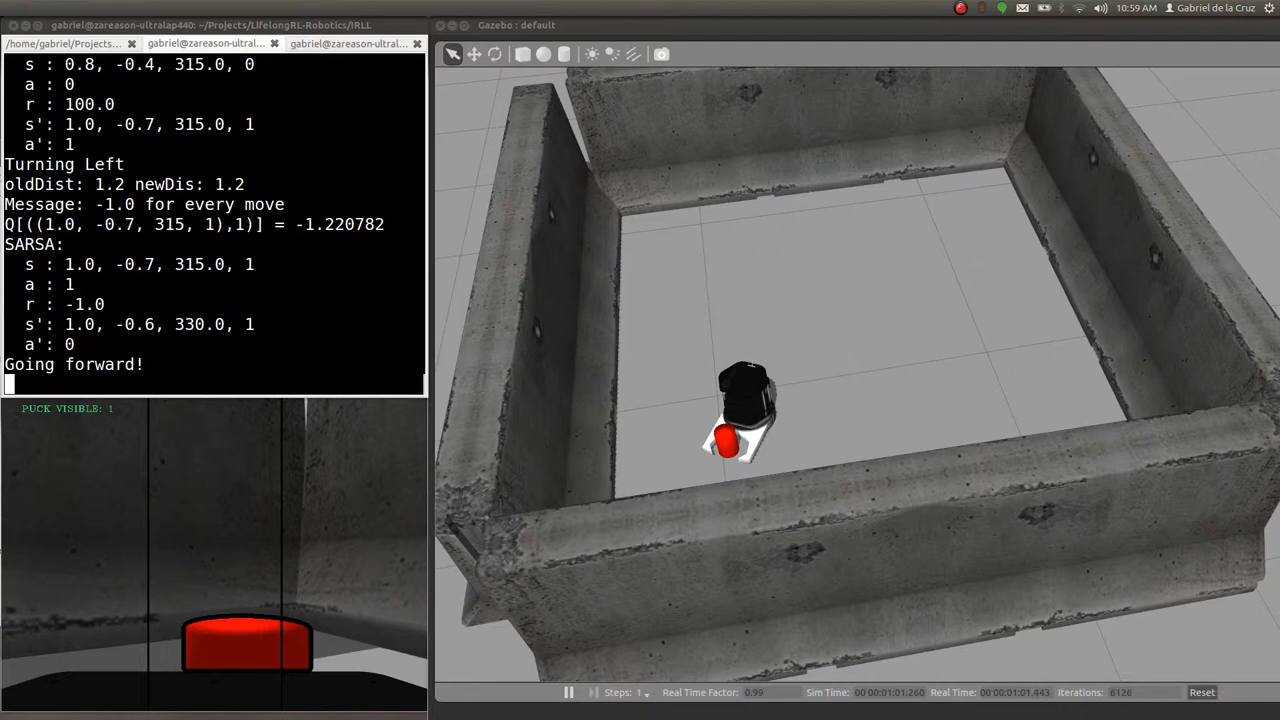 10:59 AM
Gabriel de la Cruz
gabriel@zareason-ultralap440: ~/Projects/LifelongRL-Robotics/IRLL
Gazebo : default
/home/gabriel/Projects...
gabriel@zareason-ultral...
gabriel@zareason-ultral...
s : 0.8, -0.4, 315.0, 0
a : 0
r : 100.0
s': 1.0, -0.7, 315.0, 1
a': 1
Turning Left
oldDist: 1.2 newDis: 1.2
Message: -1.0 for every move
Q[((1.0, -0.7, 315, 1),1)] = -1.220782
SARSA:
s : 1.0, -0.7, 315.0, 1
a : 1
r : -1.0
s': 1.0, -0.6, 330.0, 1
a': 0
Going forward!
PUCK VISIBLE: 1
Steps: 1 Real Time Factor: 0.99 Sim Time: 00 00:01:01.260 Real Time: 00 00:01:01.443 Iterations: 6126 Reset